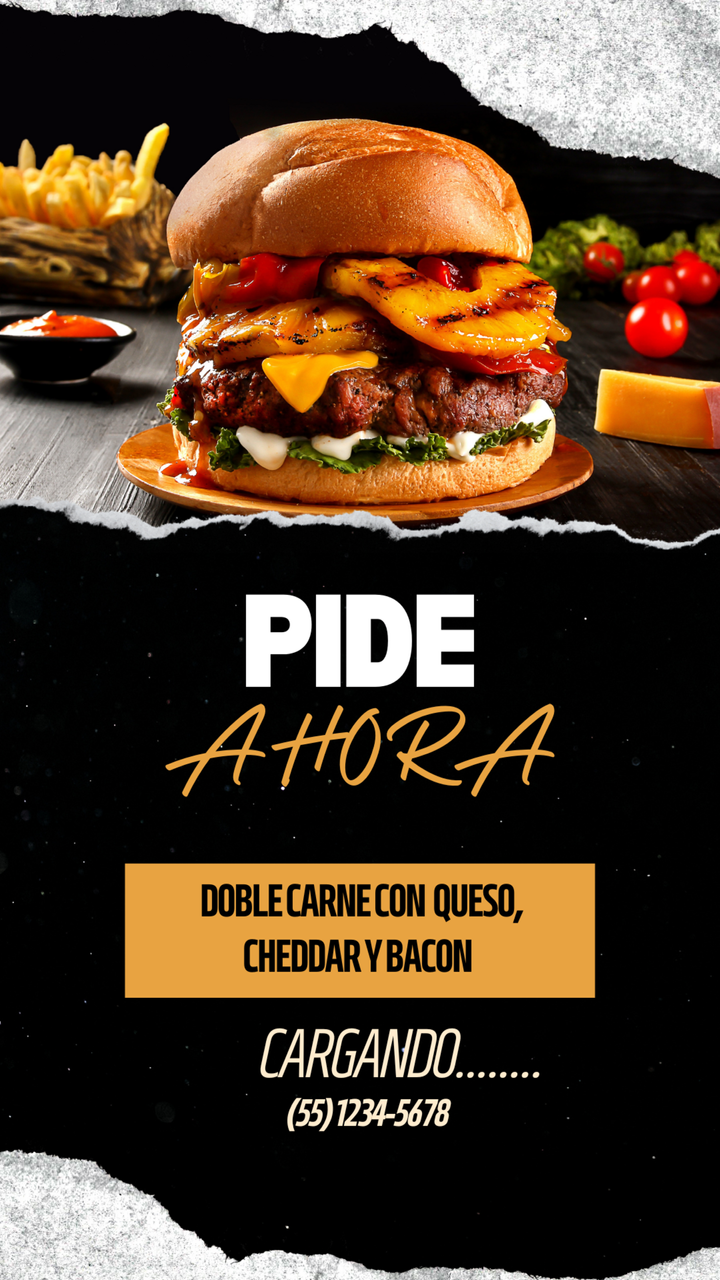 PIDE
AHORA
DOBLE CARNE CON QUESO,
CHEDDAR Y BACON
CARGANDO........
(55) 1234-5678